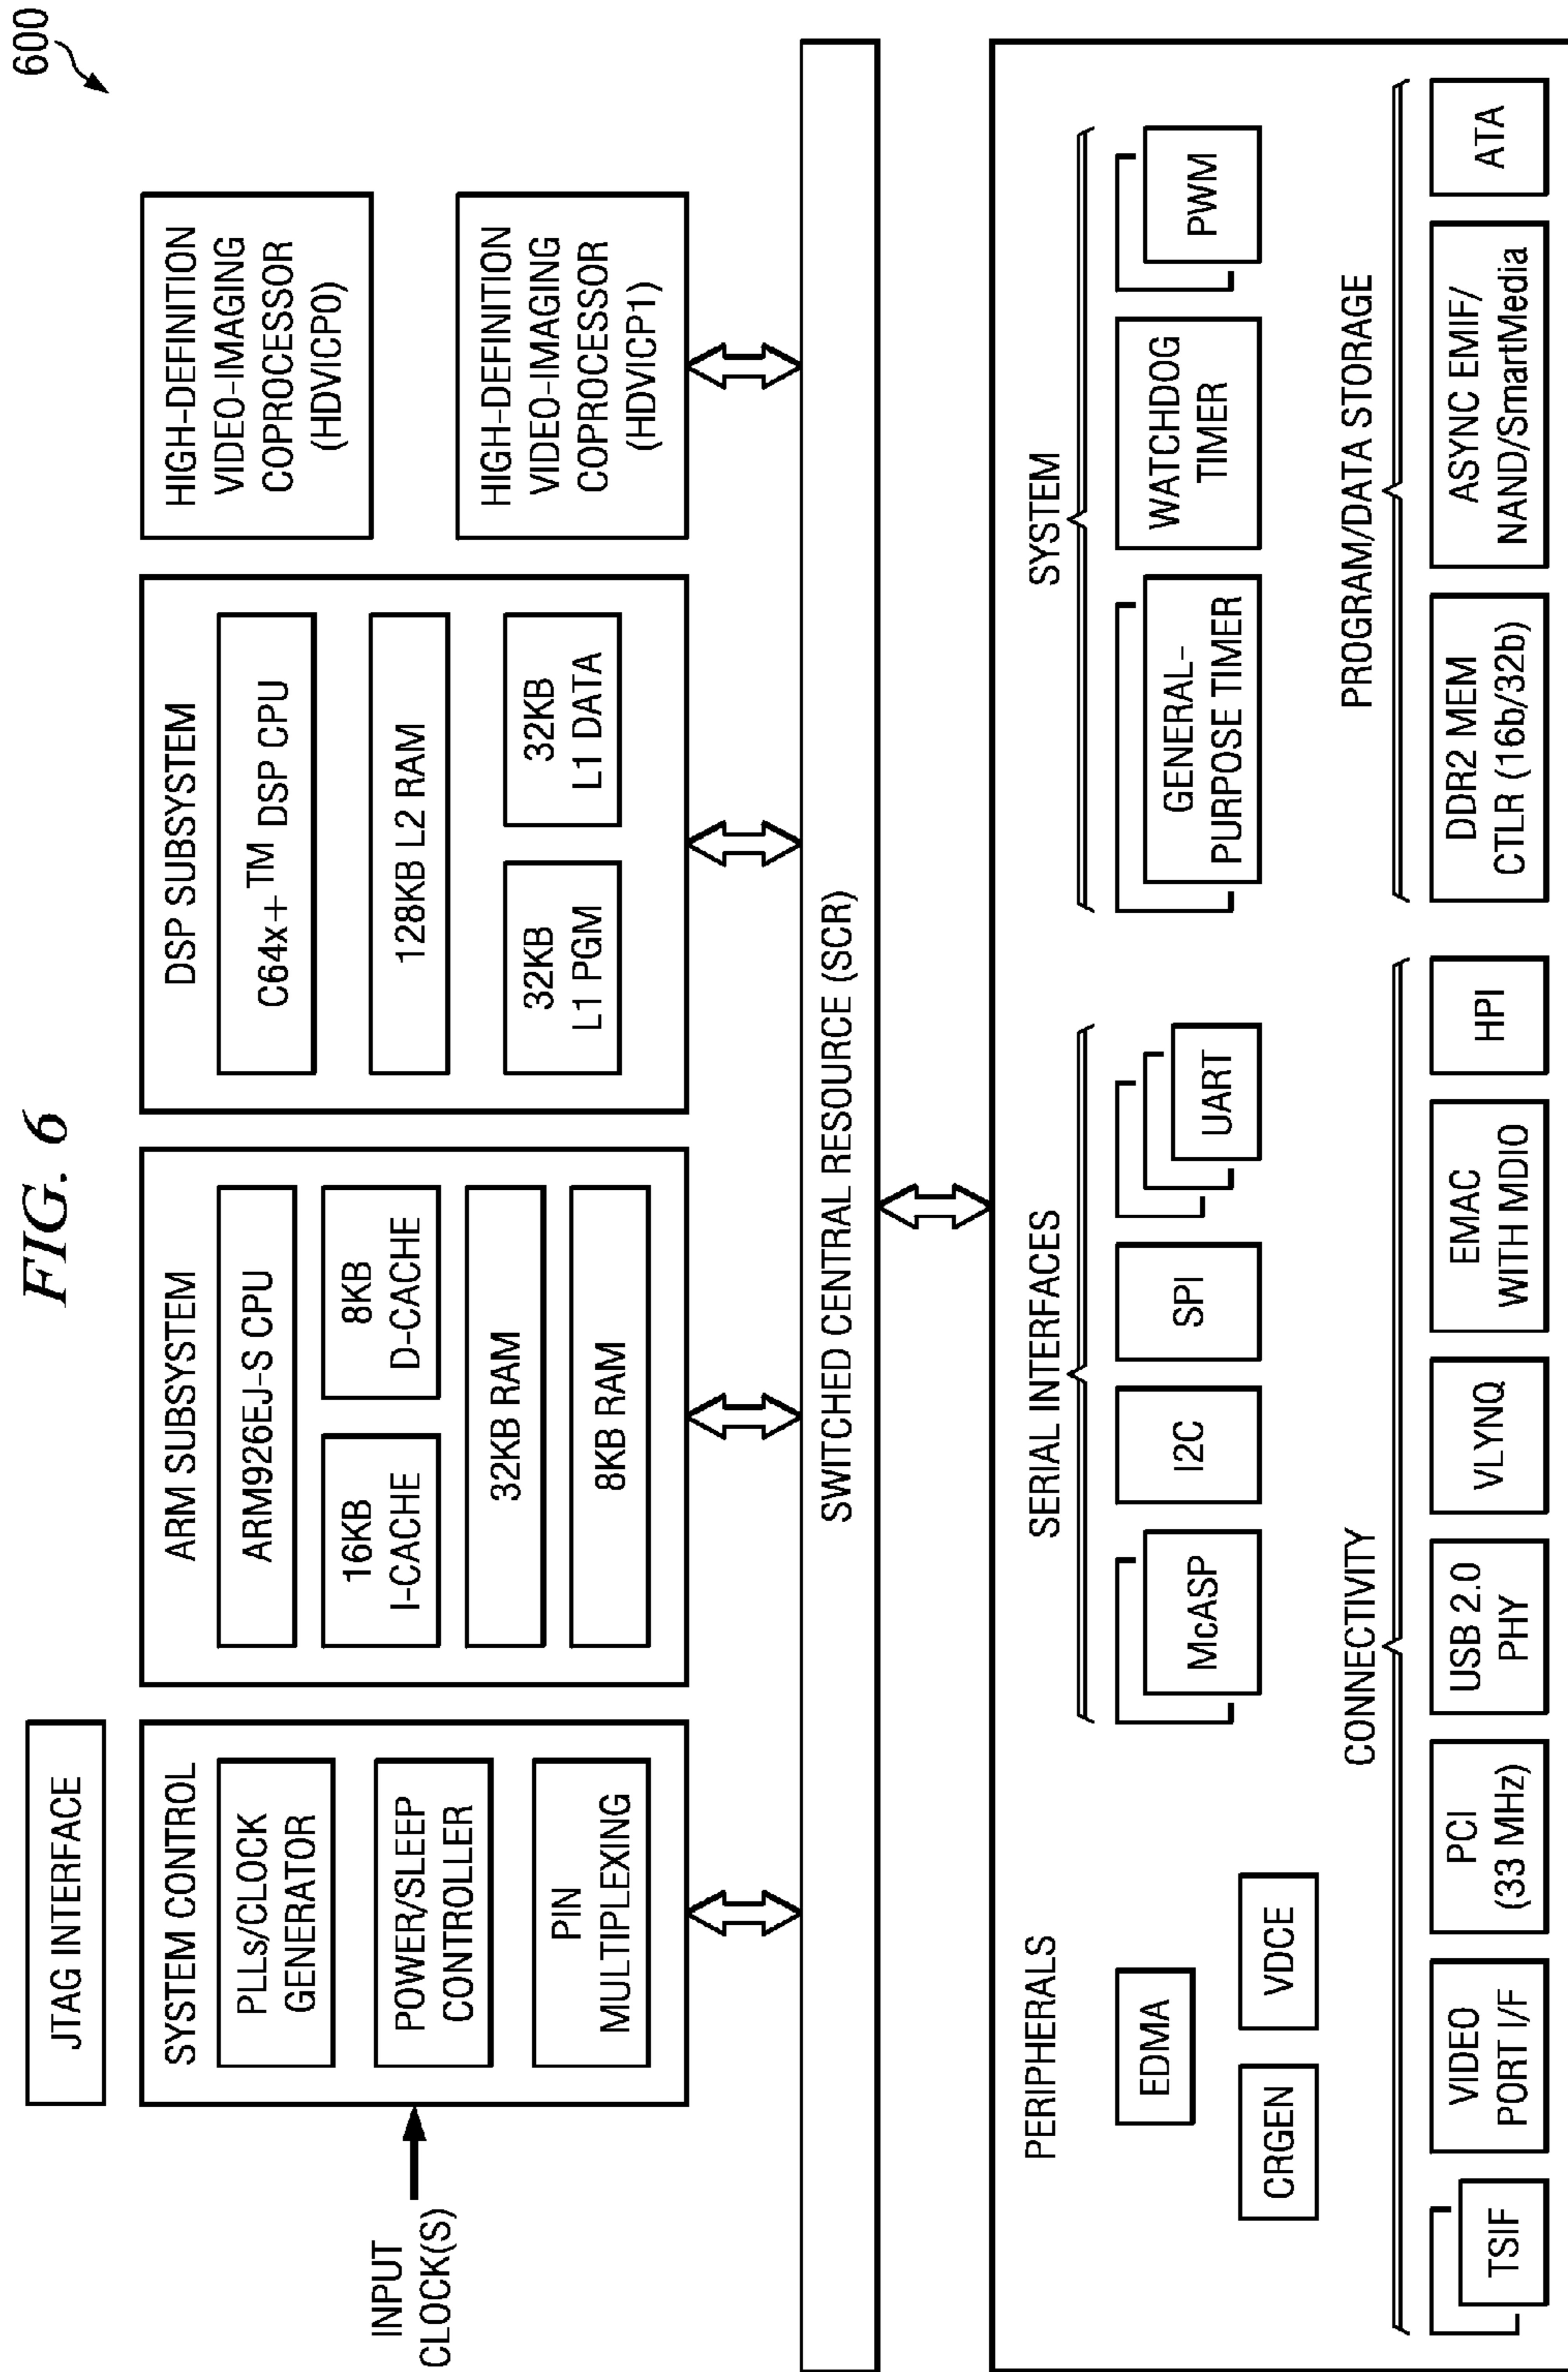 FIG. 6
600
JTAG INTERFACE
INPUT
CLOCK(S)
SYSTEM CONTROL
PLLs/CLOCK
GENERATOR
POWER/SLEEP
CONTROLLER
PIN
MULTIPLEXING
ARM SUBSYSTEM
ARM926EJ-S CPU
16KB
I-CACHE
8KB
D-CACHE
32KB RAM
8KB RAM
DSP SUBSYSTEM
C64x+™ DSP CPU
128KB L2 RAM
32KB
L1 PGM
32KB
L1 DATA
HIGH-DEFINITION
VIDEO-IMAGING
COPROCESSOR
(HDVICP0)
HIGH-DEFINITION
VIDEO-IMAGING
COPROCESSOR
(HDVICP1)
SWITCHED CENTRAL RESOURCE (SCR)
PERIPHERALS
EDMA
CRGEN
VDCE
SERIAL INTERFACES
McASP
I2C
SPI
UART
SYSTEM
GENERAL-
PURPOSE TIMER
WATCHDOG
TIMER
PWM
CONNECTIVITY
TSIF
VIDEO
PORT I/F
PCI
(33 MHz)
USB 2.0
PHY
VLYNQ
EMAC
WITH MDIO
HPI
PROGRAM/DATA STORAGE
DDR2 MEM
CTLR (16b/32b)
ASYNC EMIF/
NAND/SmartMedia
ATA